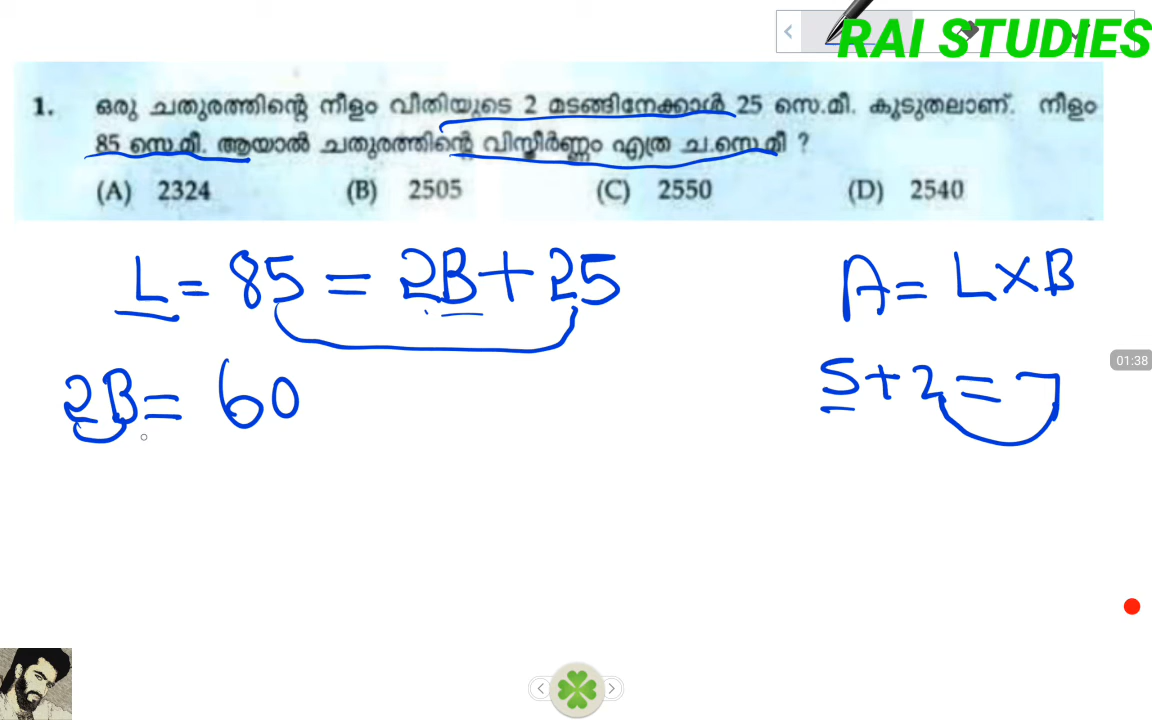 RAI STUDIES
1. ഒരു ചതുരത്തിന്റെ നീളം വീതിയുടെ 2 മടങ്ങിനേക്കാൾ 25 സെ.മീ. കൂടുതലാണ്. നീളം
85 സെ.മീ. ആയാൽ ചതുരത്തിന്റെ വിസ്തീർണ്ണം എത്ര ച.സെ.മീ ?
(A) 2324 (B) 2505 (C) 2550 (D) 2540
L = 85 = 2B + 25 A = L × B
01:38
2B = 60 5 + 2 = 7